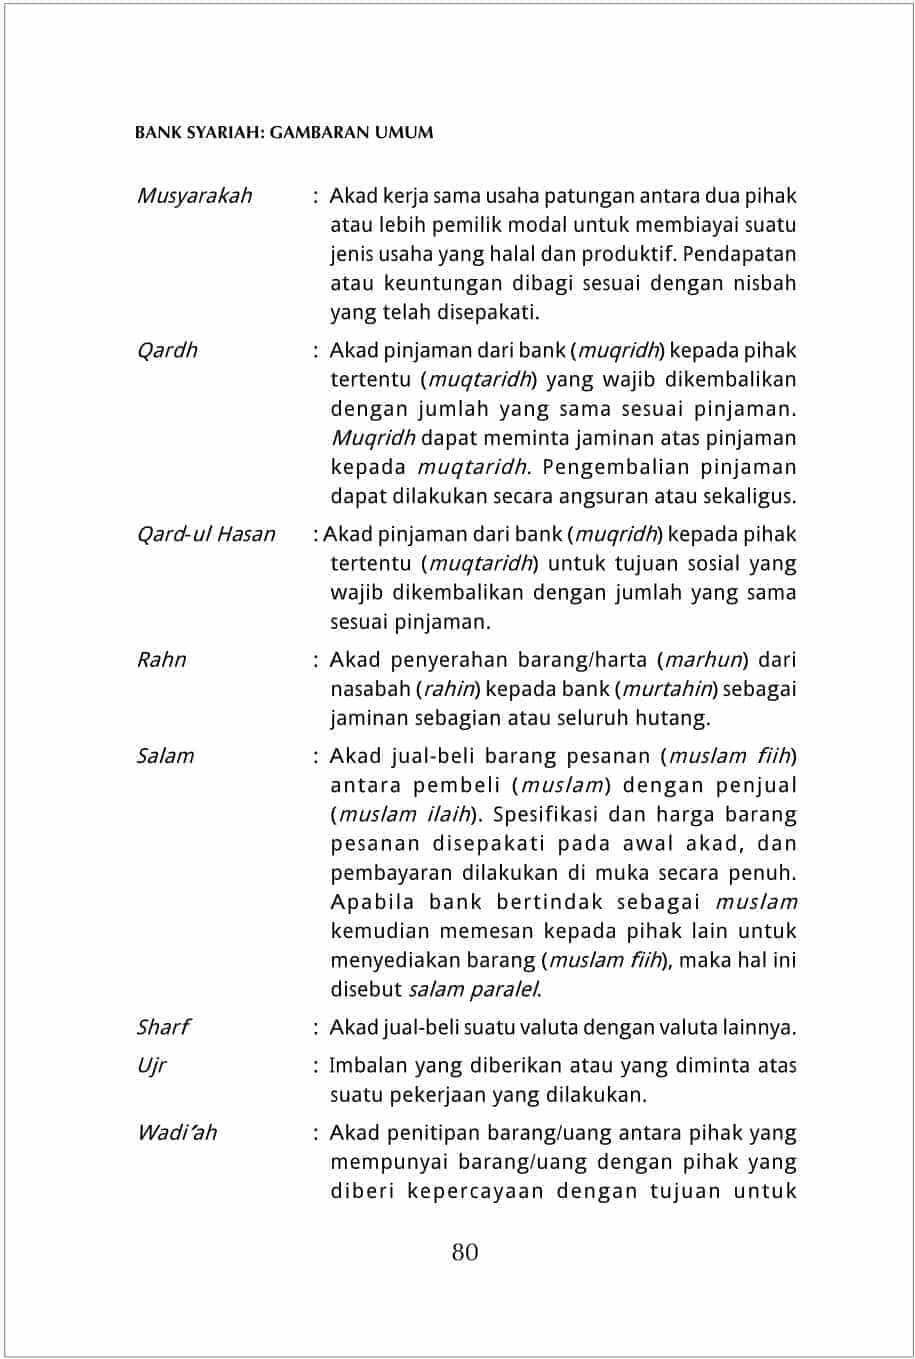 BANK SYARIAH: GAMBARAN UMUM
Musyarakah : Akad kerja sama usaha patungan antara dua pihak
atau lebih pemilik modal untuk membiayai suatu
jenis usaha yang halal dan produktif. Pendapatan
atau keuntungan dibagi sesuai dengan nisbah
yang telah disepakati.
Qardh : Akad pinjaman dari bank (muqridh) kepada pihak
tertentu (muqtaridh) yang wajib dikembalikan
dengan jumlah yang sama sesuai pinjaman.
Muqridh dapat meminta jaminan atas pinjaman
kepada muqtaridh. Pengembalian pinjaman
dapat dilakukan secara angsuran atau sekaligus.
Qard-ul Hasan : Akad pinjaman dari bank (muqridh) kepada pihak
tertentu (muqtaridh) untuk tujuan sosial yang
wajib dikembalikan dengan jumlah yang sama
sesuai pinjaman.
Rahn : Akad penyerahan barang/harta (marhun) dari
nasabah (rahin) kepada bank (murtahin) sebagai
jaminan sebagian atau seluruh hutang.
Salam : Akad jual-beli barang pesanan (muslam fiih)
antara pembeli (muslam) dengan penjual
(muslam ilaih). Spesifikasi dan harga barang
pesanan disepakati pada awal akad, dan
pembayaran dilakukan di muka secara penuh.
Apabila bank bertindak sebagai muslam
kemudian memesan kepada pihak lain untuk
menyediakan barang (muslam fiih), maka hal ini
disebut salam paralel.
Sharf : Akad jual-beli suatu valuta dengan valuta lainnya.
Ujr : Imbalan yang diberikan atau yang diminta atas
suatu pekerjaan yang dilakukan.
Wadi’ah : Akad penitipan barang/uang antara pihak yang
mempunyai barang/uang dengan pihak yang
diberi kepercayaan dengan tujuan untuk
80